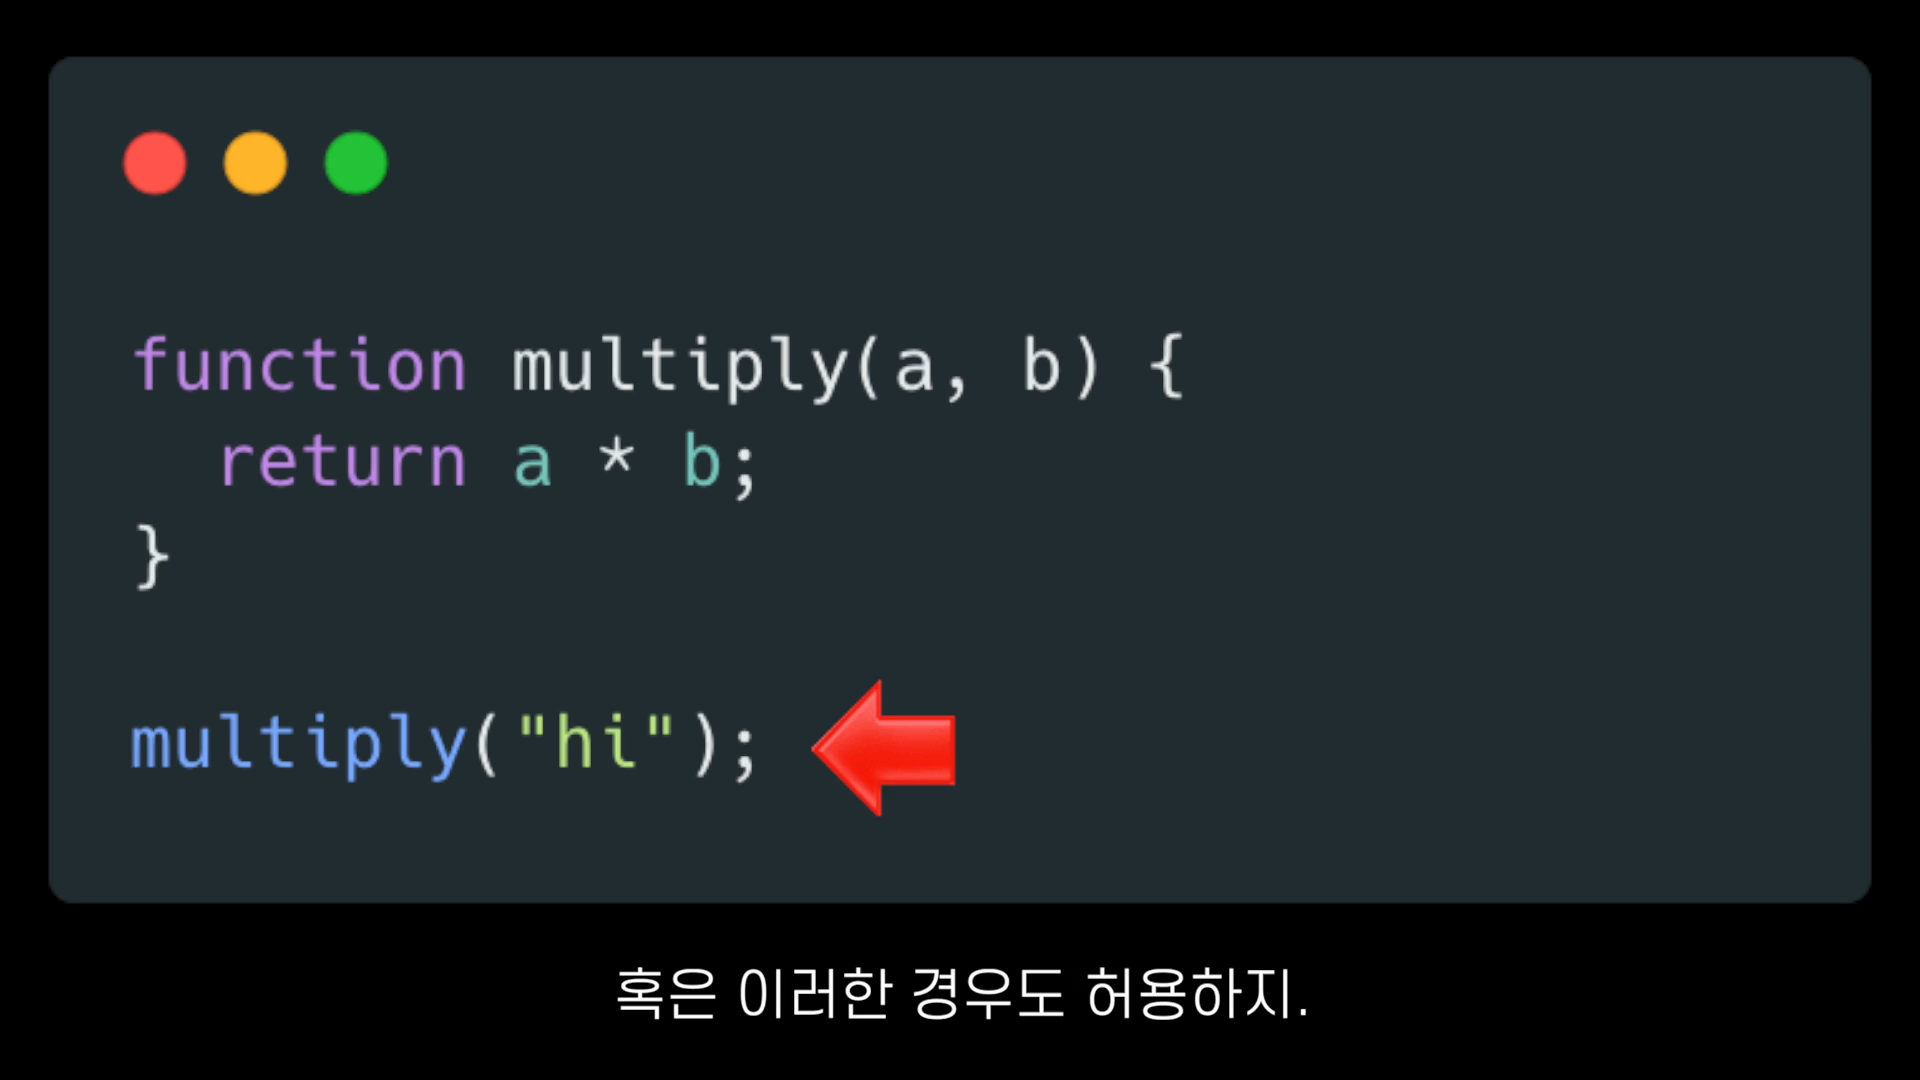 function multiply(a, b) {
  return a * b;
}
multiply("hi");
혹은 이러한 경우도 허용하지.